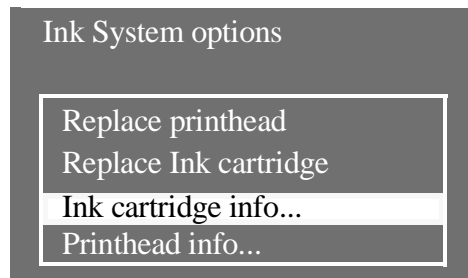 Ink System options
Replace printhead
Replace Ink cartridge
Ink cartridge info...
Printhead info...